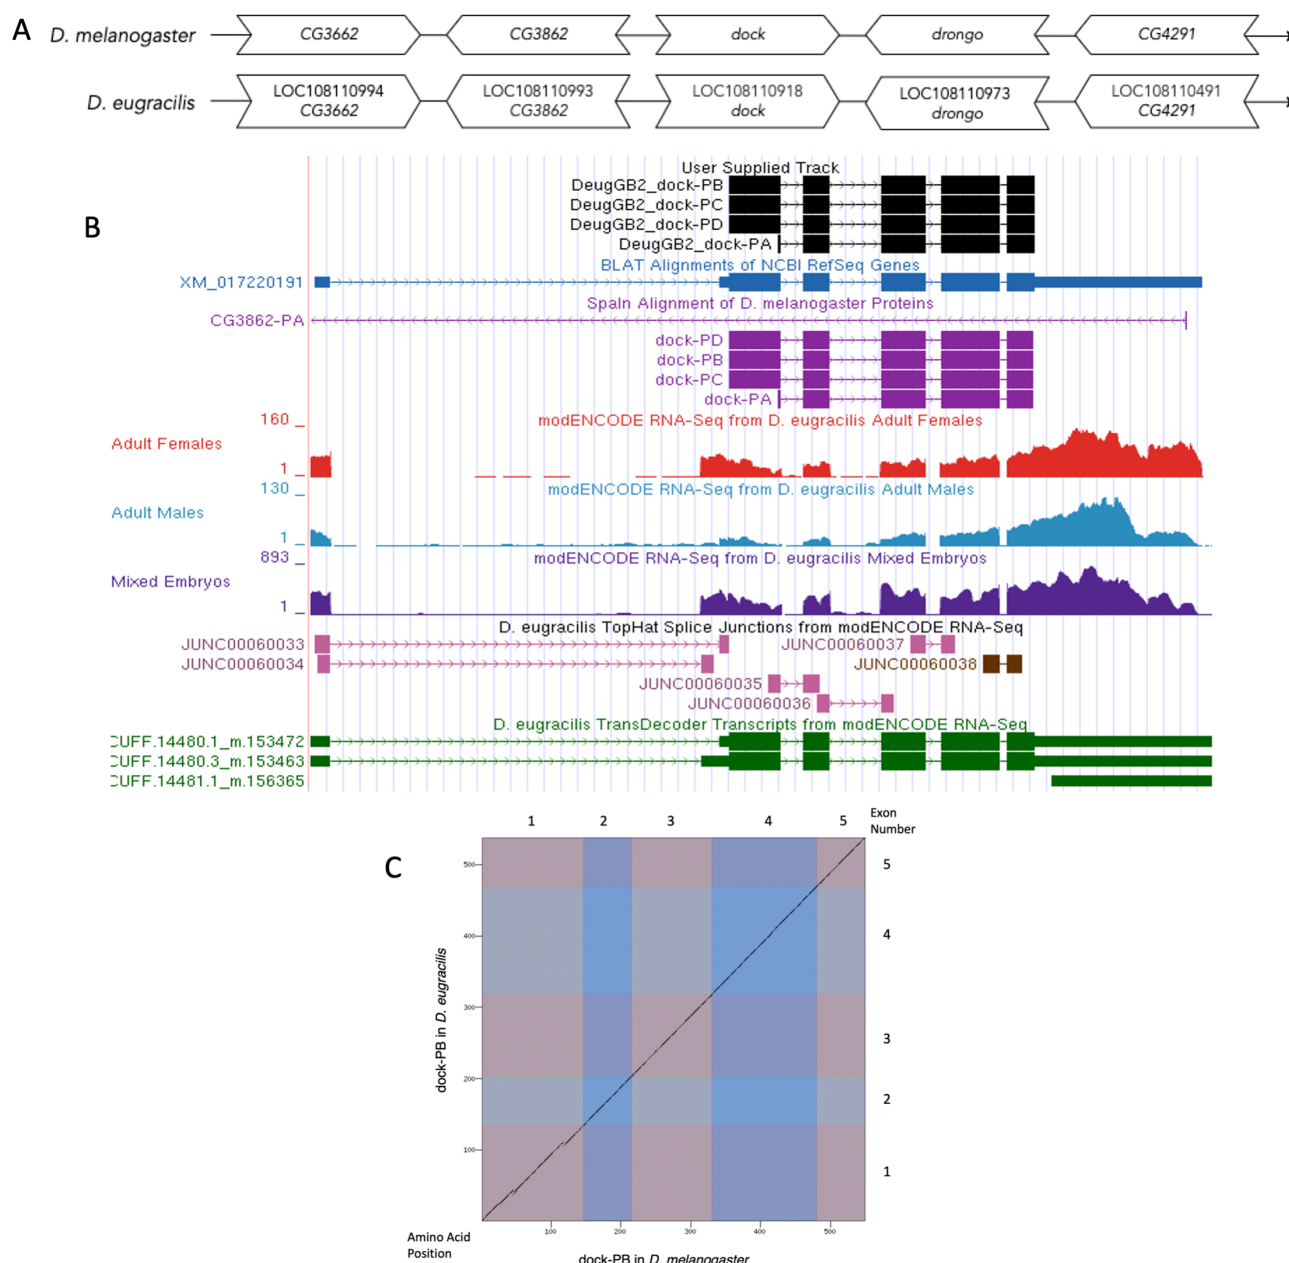 A
D. melanogaster
CG3662
CG3862
dock
drongo
CG4291
D. eugracilis
LOC108110994
CG3662
LOC108110993
CG3862
LOC108110918
dock
LOC108110973
drongo
LOC108110491
CG4291
B
User Supplied Track
DeugGB2_dock-PB
DeugGB2_dock-PC
DeugGB2_dock-PD
DeugGB2_dock-PA
BLAT Alignments of NCBI RefSeq Genes
XM_017220191
Spaln Alignment of D. melanogaster Proteins
CG3862-PA
dock-PD
dock-PB
dock-PC
dock-PA
160
modENCODE RNA-Seq from D. eugracilis Adult Females
Adult Females
1
130
modENCODE RNA-Seq from D. eugracilis Adult Males
Adult Males
1
893
modENCODE RNA-Seq from D. eugracilis Mixed Embryos
Mixed Embryos
1
D. eugracilis TopHat Splice Junctions from modENCODE RNA-Seq
JUNC00060033
JUNC00060037
JUNC00060034
JUNC00060038
JUNC00060035
JUNC00060036
D. eugracilis TransDecoder Transcripts from modENCODE RNA-Seq
CUFF.14480.1_m.153472
CUFF.14480.3_m.153463
CUFF.14481.1_m.156365
C
1 2 3 4 5
Exon
Number
500
400
300
200
100
dock-PB in D. eugracilis
5
4
3
2
1
100 200 300 400 500
Amino Acid
Position
dock-PB in D. melanogaster